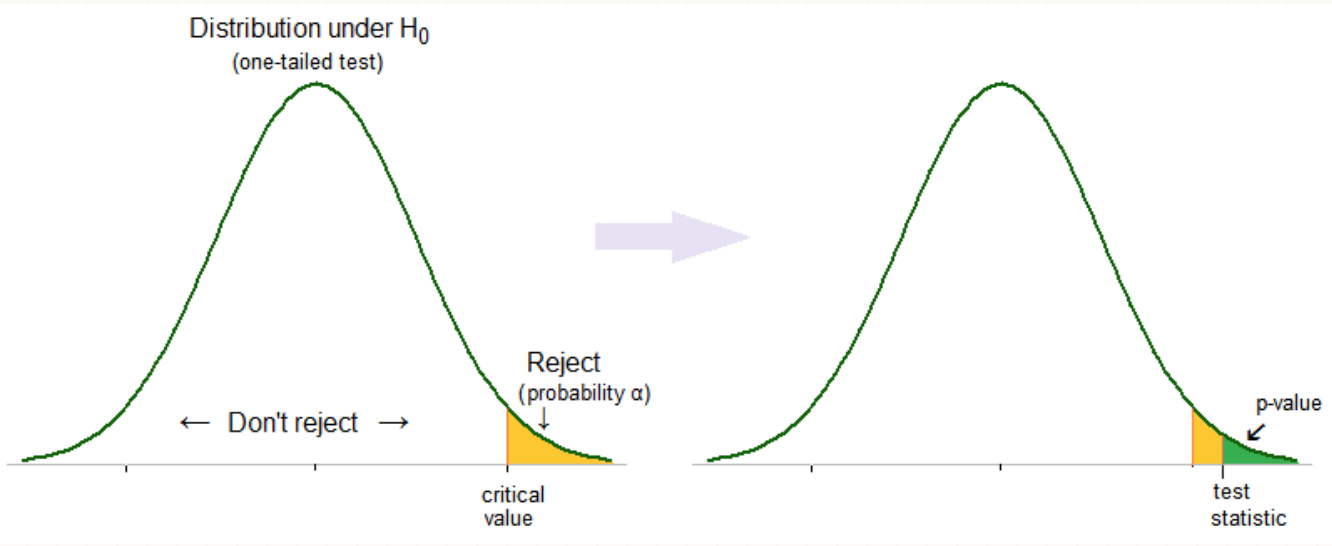 Distribution under H₀
(one-tailed test)
Reject
(probability α)
↓
← Don't reject →
critical
value
p-value
↙
test
statistic